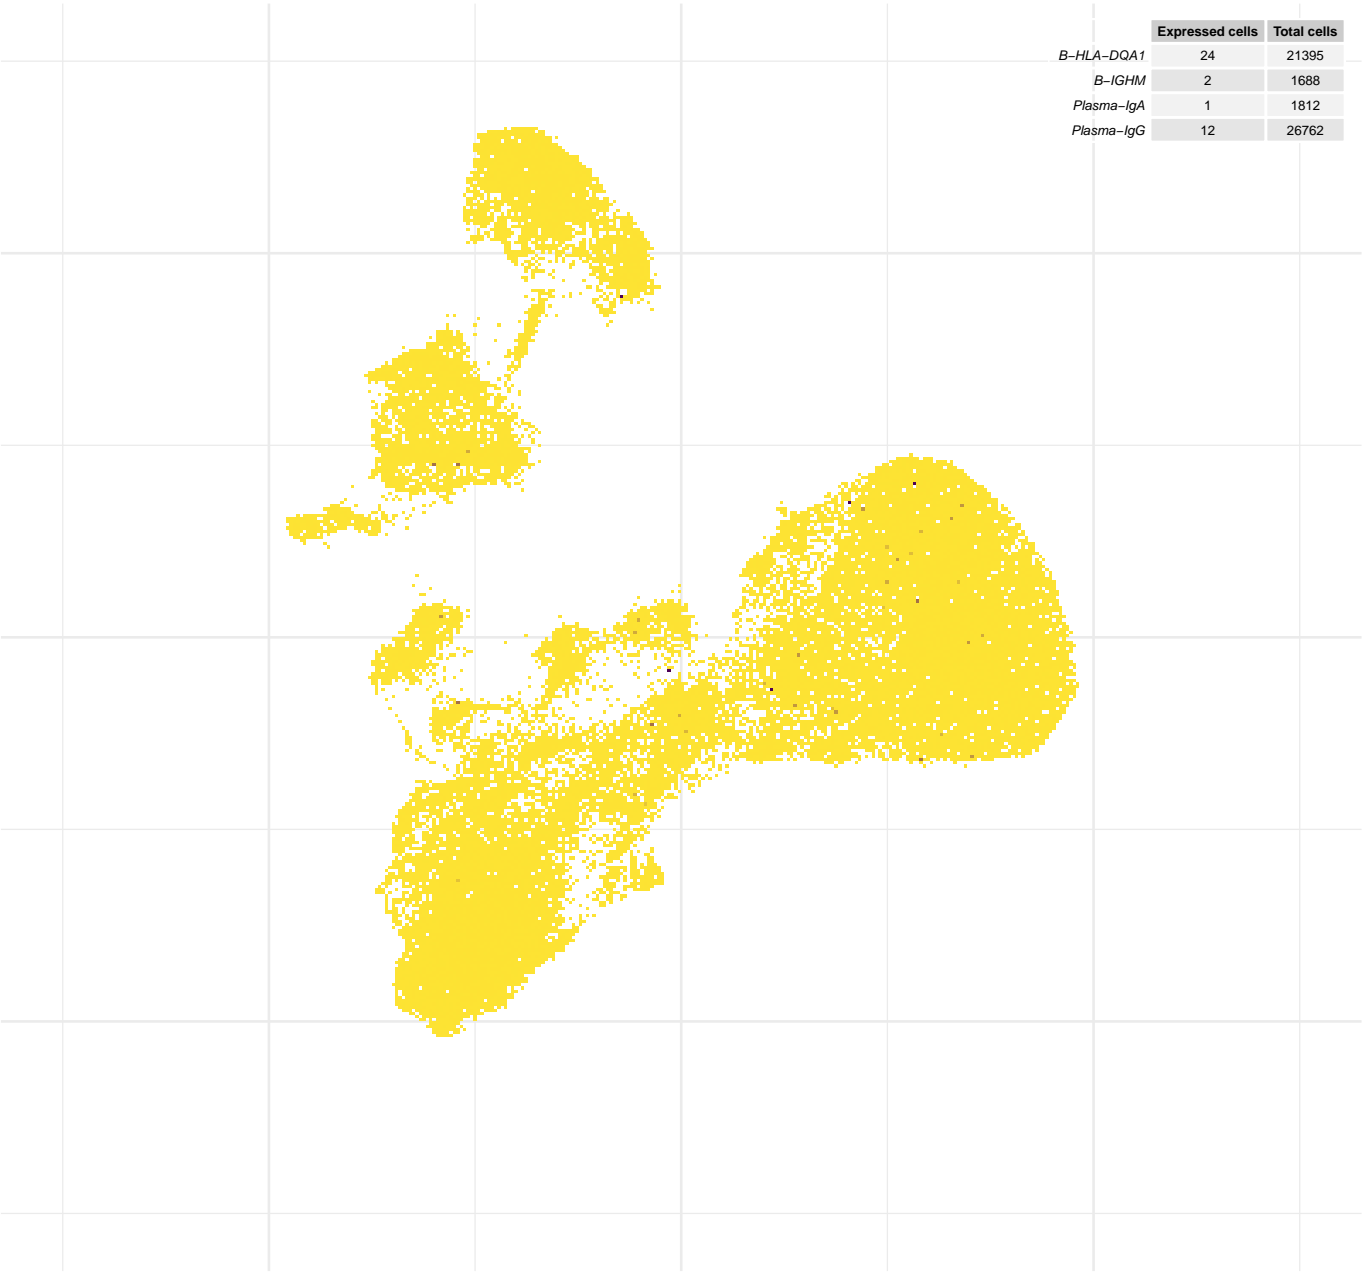 Expressed cells Total cells
B−HLA−DQA1 24 21395
B−IGHM 2 1688
Plasma−IgA 1 1812
Plasma−IgG 12 26762